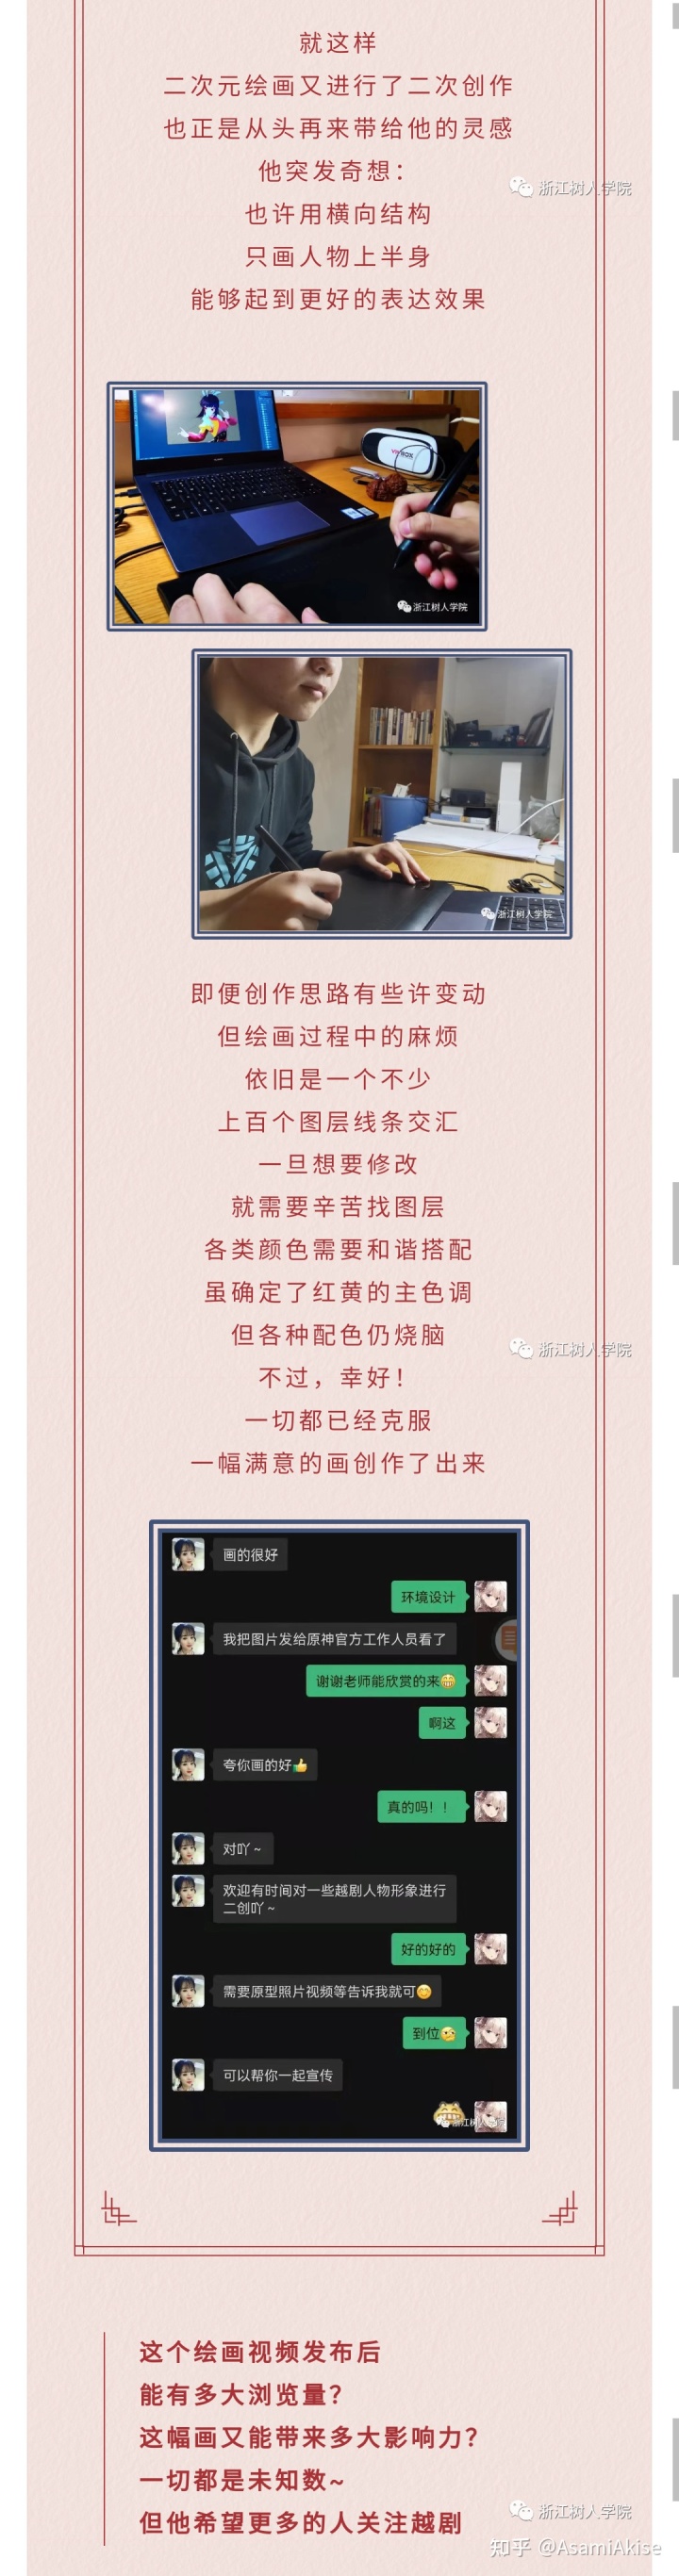 就这样
二次元绘画又进行了二次创作
也正是从头再来带给他的灵感
他突发奇想：
浙江树人学院
也许用横向结构
只画人物上半身
能够起到更好的表达效果
VR BOX
浙江树人学院
浙江树人学院
即便创作思路有些许变动
但绘画过程中的麻烦
依旧是一个不少
上百个图层线条交汇
一旦想要修改
就需要辛苦找图层
各类颜色需要和谐搭配
虽确定了红黄的主色调
但各种配色仍烧脑
浙江树人学院
不过，幸好！
一切都已经克服
一幅满意的画创作了出来
画的很好
环境设计
我把图片发给原神官方工作人员看了
谢谢老师能欣赏的来😁
啊这
夸你画的好👍
真的吗！！
对吖~
欢迎有时间对一些越剧人物形象进行
二创吖~
好的好的
需要原型照片视频等告诉我就可😊
到位🧐
可以帮你一起宣传
浙江树人学院
这个绘画视频发布后
能有多大浏览量？
这幅画又能带来多大影响力？
一切都是未知数~
浙江树人学院
但他希望更多的人关注越剧
知乎 @AsamiAkise